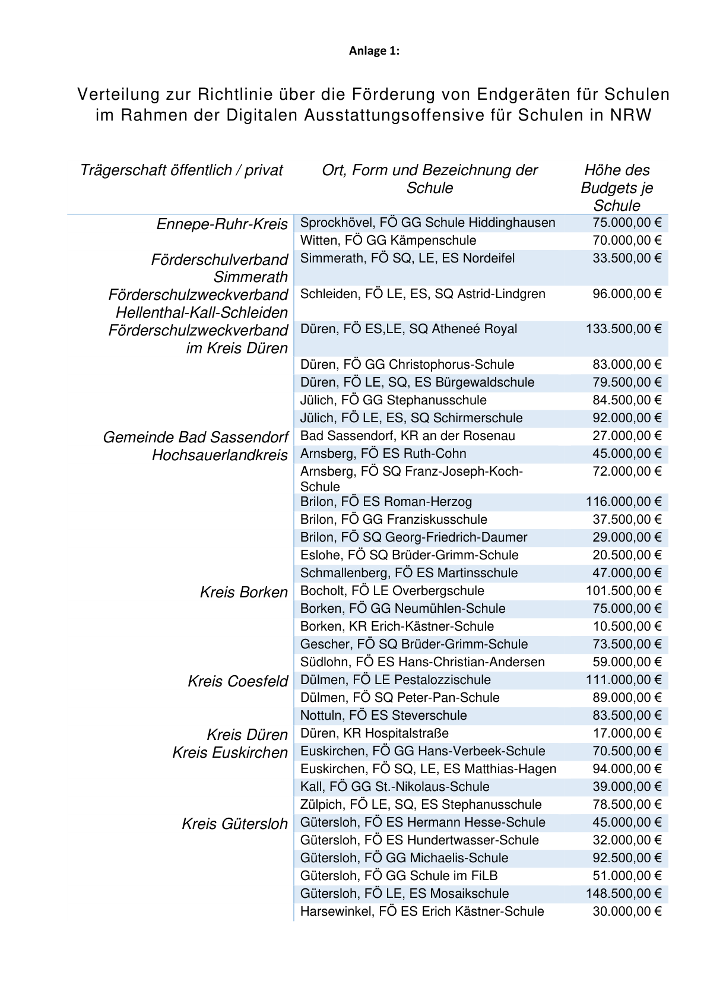 Anlage 1:
Verteilung zur Richtlinie über die Förderung von Endgeräten für Schulen
im Rahmen der Digitalen Ausstattungsoffensive für Schulen in NRW
Trägerschaft öffentlich / privat Ort, Form und Bezeichnung der Höhe des
Schule Budgets je
Schule
Ennepe-Ruhr-Kreis Sprockhövel, FÖ GG Schule Hiddinghausen 75.000,00 €
Witten, FÖ GG Kämpenschule 70.000,00 €
Förderschulverband Simmerath, FÖ SQ, LE, ES Nordeifel 33.500,00 €
Simmerath
Förderschulzweckverband Schleiden, FÖ LE, ES, SQ Astrid-Lindgren 96.000,00 €
Hellenthal-Kall-Schleiden
Förderschulzweckverband Düren, FÖ ES,LE, SQ Atheneé Royal 133.500,00 €
im Kreis Düren
Düren, FÖ GG Christophorus-Schule 83.000,00 €
Düren, FÖ LE, SQ, ES Bürgewaldschule 79.500,00 €
Jülich, FÖ GG Stephanusschule 84.500,00 €
Jülich, FÖ LE, ES, SQ Schirmerschule 92.000,00 €
Gemeinde Bad Sassendorf Bad Sassendorf, KR an der Rosenau 27.000,00 €
Hochsauerlandkreis Arnsberg, FÖ ES Ruth-Cohn 45.000,00 €
Arnsberg, FÖ SQ Franz-Joseph-Koch- 72.000,00 €
Schule
Brilon, FÖ ES Roman-Herzog 116.000,00 €
Brilon, FÖ GG Franziskusschule 37.500,00 €
Brilon, FÖ SQ Georg-Friedrich-Daumer 29.000,00 €
Eslohe, FÖ SQ Brüder-Grimm-Schule 20.500,00 €
Schmallenberg, FÖ ES Martinsschule 47.000,00 €
Kreis Borken Bocholt, FÖ LE Overbergschule 101.500,00 €
Borken, FÖ GG Neumühlen-Schule 75.000,00 €
Borken, KR Erich-Kästner-Schule 10.500,00 €
Gescher, FÖ SQ Brüder-Grimm-Schule 73.500,00 €
Südlohn, FÖ ES Hans-Christian-Andersen 59.000,00 €
Kreis Coesfeld Dülmen, FÖ LE Pestalozzischule 111.000,00 €
Dülmen, FÖ SQ Peter-Pan-Schule 89.000,00 €
Nottuln, FÖ ES Steverschule 83.500,00 €
Kreis Düren Düren, KR Hospitalstraße 17.000,00 €
Kreis Euskirchen Euskirchen, FÖ GG Hans-Verbeek-Schule 70.500,00 €
Euskirchen, FÖ SQ, LE, ES Matthias-Hagen 94.000,00 €
Kall, FÖ GG St.-Nikolaus-Schule 39.000,00 €
Zülpich, FÖ LE, SQ, ES Stephanusschule 78.500,00 €
Kreis Gütersloh Gütersloh, FÖ ES Hermann Hesse-Schule 45.000,00 €
Gütersloh, FÖ ES Hundertwasser-Schule 32.000,00 €
Gütersloh, FÖ GG Michaelis-Schule 92.500,00 €
Gütersloh, FÖ GG Schule im FiLB 51.000,00 €
Gütersloh, FÖ LE, ES Mosaikschule 148.500,00 €
Harsewinkel, FÖ ES Erich Kästner-Schule 30.000,00 €